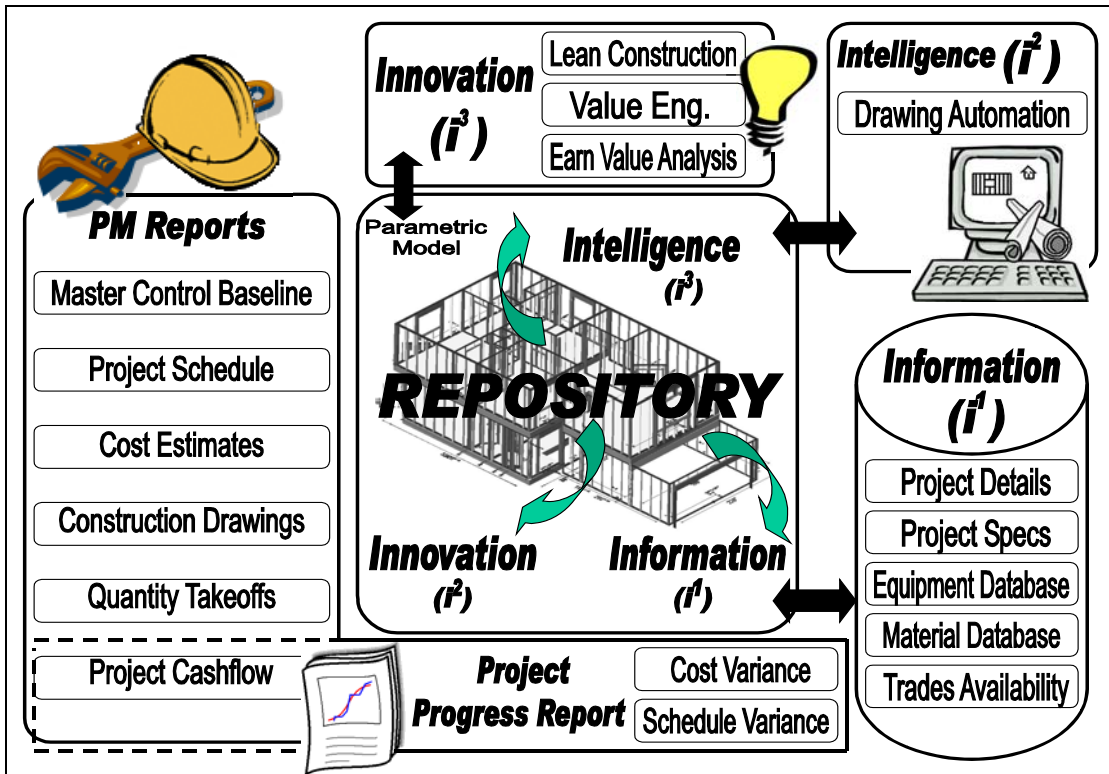 PM Reports
Master Control Baseline
Project Schedule
Cost Estimates
Construction Drawings
Quantity Takeoffs
Project Cashflow
Innovation
(i³)
Lean Construction
Value Eng.
Earn Value Analysis
Intelligence (i²)
Drawing Automation
Parametric
Model
Intelligence
(i³)
REPOSITORY
Innovation
(i²)
Information
(i¹)
Information
(i¹)
Project Details
Project Specs
Equipment Database
Material Database
Trades Availability
Project
Progress Report
Cost Variance
Schedule Variance